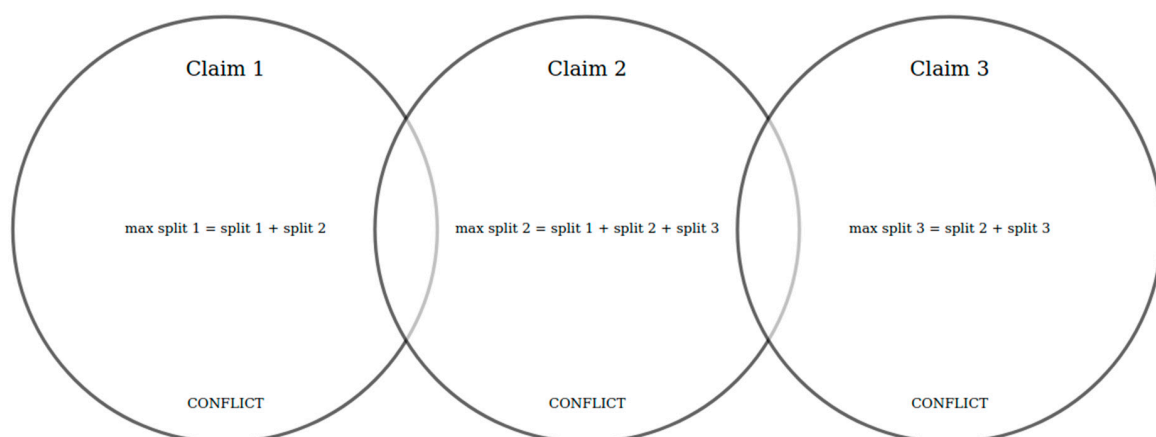 Claim 1
Claim 2
Claim 3
max split 1 = split 1 + split 2
max split 2 = split 1 + split 2 + split 3
max split 3 = split 2 + split 3
CONFLICT
CONFLICT
CONFLICT